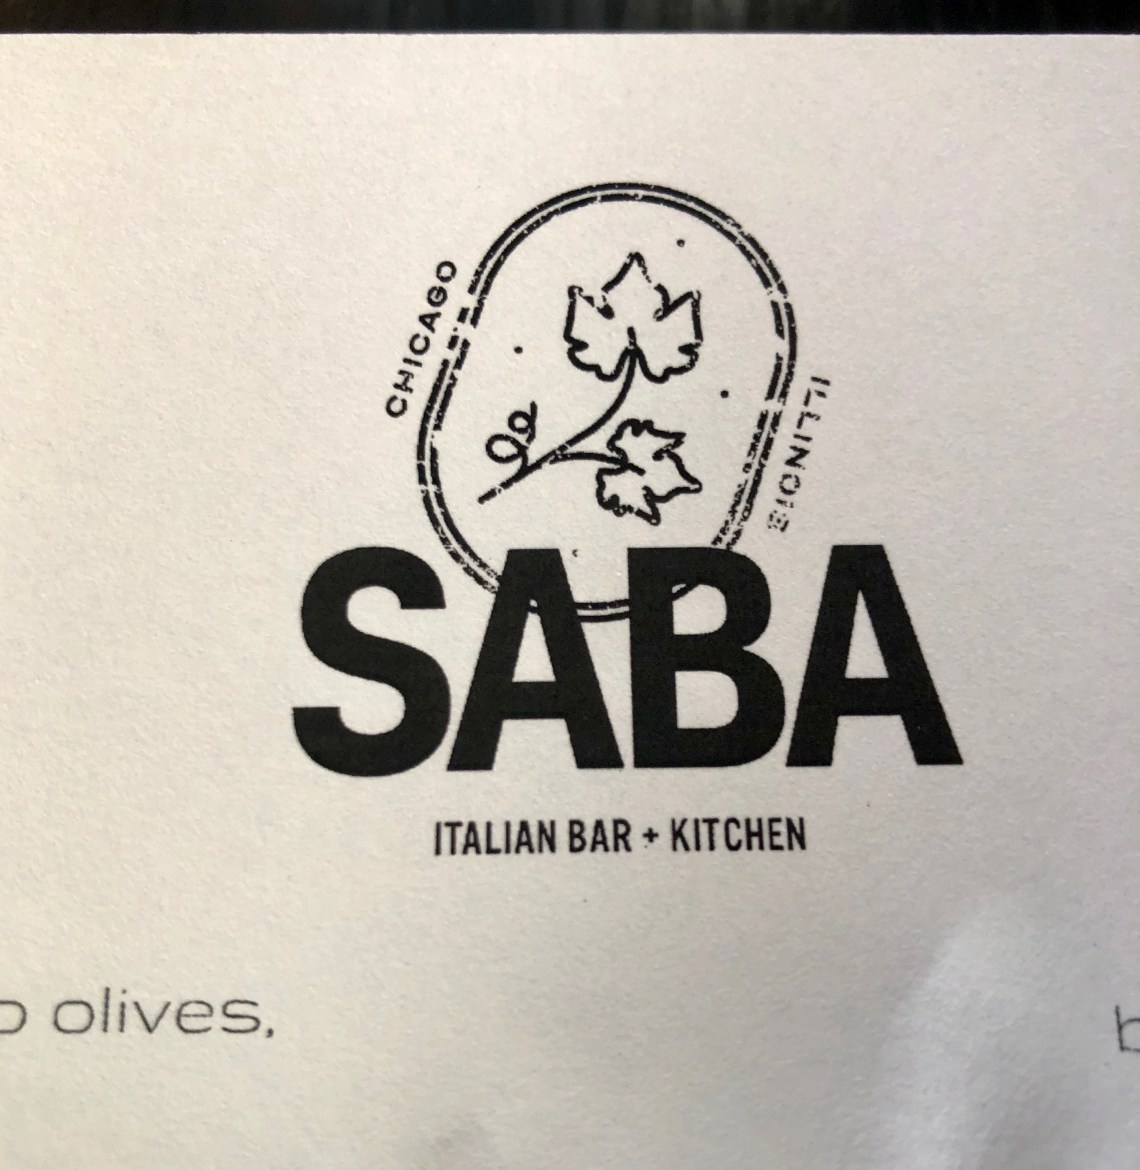 CHICAGO
ILLINOIS
SABA
ITALIAN BAR + KITCHEN
olives,